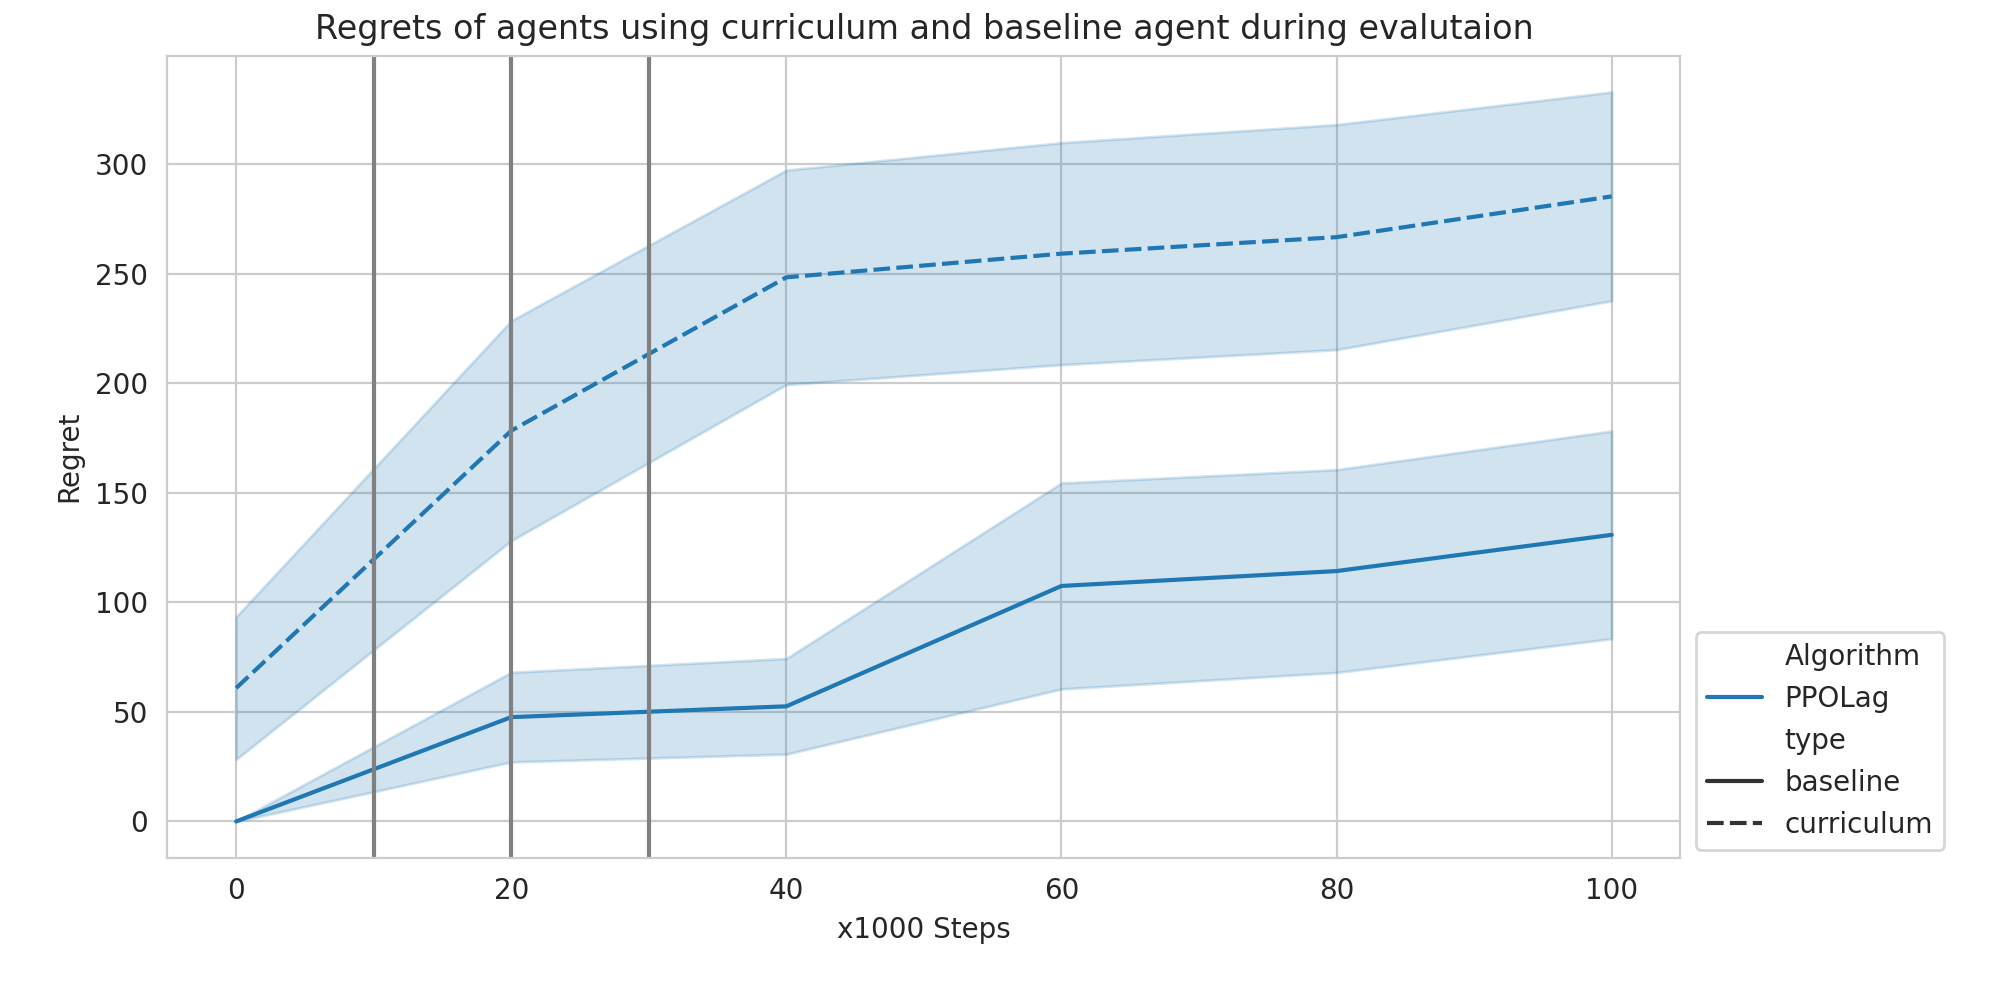 Regrets of agents using curriculum and baseline agent during evalutaion
300
250
200
150
100
50
0
Regret
0 20 40 60 80 100
x1000 Steps
Algorithm
PPOLag
type
baseline
curriculum